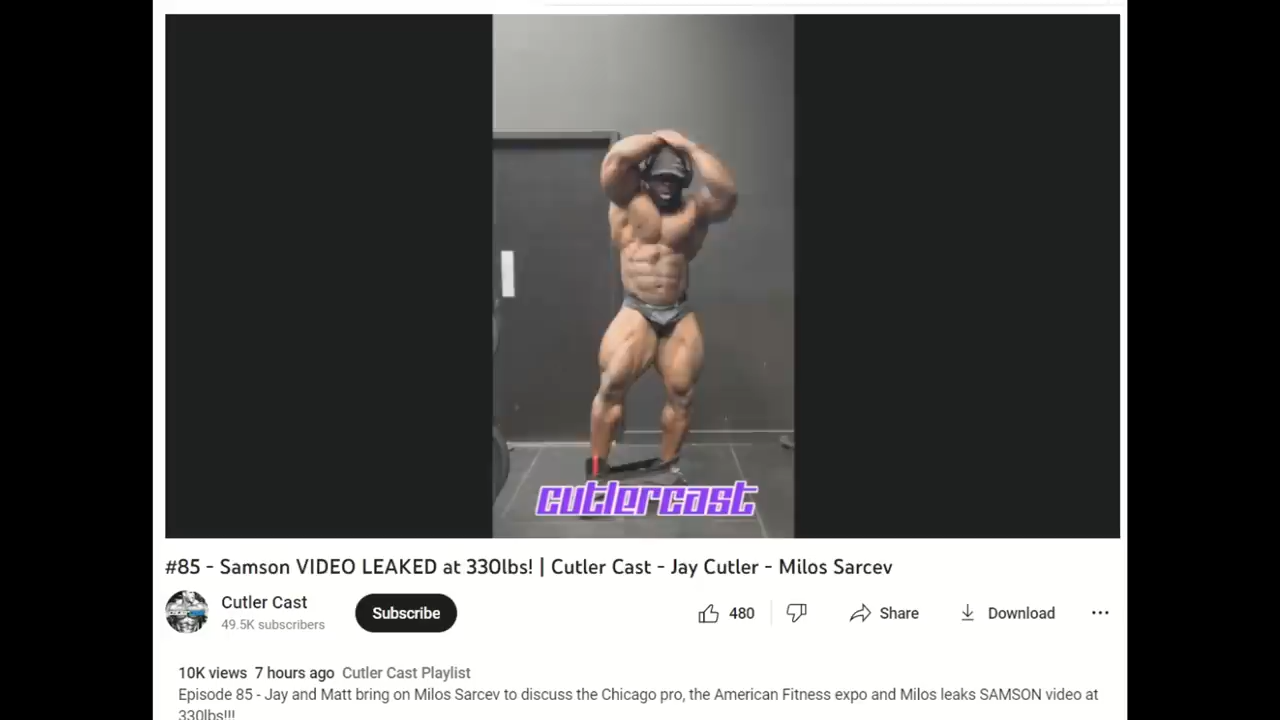 cutlercast
#85 - Samson VIDEO LEAKED at 330lbs! | Cutler Cast - Jay Cutler - Milos Sarcev
Cutler Cast
49.5K subscribers
Subscribe
480
Share
Download
10K views 7 hours ago Cutler Cast Playlist
Episode 85 - Jay and Matt bring on Milos Sarcev to discuss the Chicago pro, the American Fitness expo and Milos leaks SAMSON video at
330lbs!!!